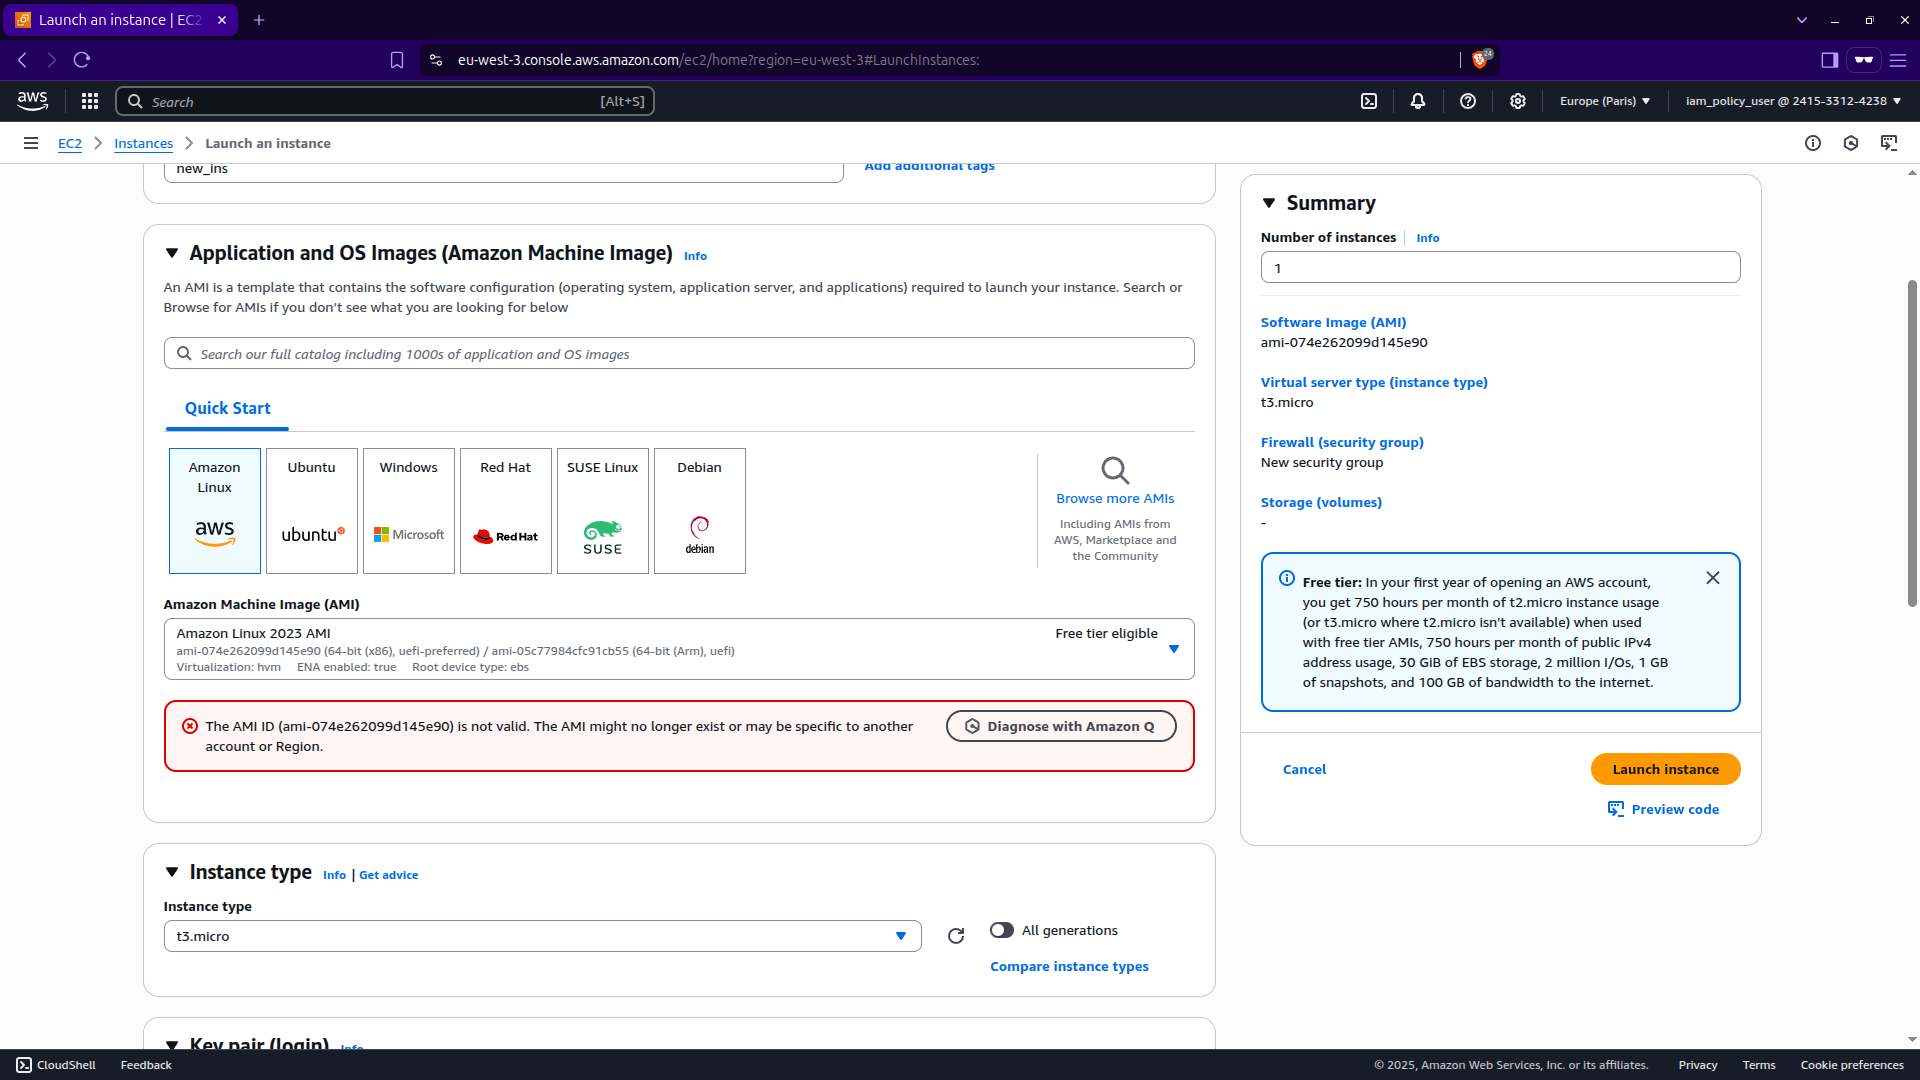 Launch an instance | EC2
eu-west-3.console.aws.amazon.com/ec2/home?region=eu-west-3#LaunchInstances:
24
aws
Search
[Alt+S]
Europe (Paris)
iam_policy_user @ 2415-3312-4238
EC2
Instances
Launch an instance
new_ins
Add additional tags
Application and OS Images (Amazon Machine Image) Info
An AMI is a template that contains the software configuration (operating system, application server, and applications) required to launch your instance. Search or
Browse for AMIs if you don’t see what you are looking for below
Search our full catalog including 1000s of application and OS images
Quick Start
Amazon
Linux
aws
Ubuntu
ubuntu
Windows
Microsoft
Red Hat
Red Hat
SUSE Linux
SUSE
Debian
debian
Browse more AMIs
Including AMIs from
AWS, Marketplace and
the Community
Amazon Machine Image (AMI)
Amazon Linux 2023 AMI
Free tier eligible
ami-074e262099d145e90 (64-bit (x86), uefi-preferred) / ami-05c77984cfc91cb55 (64-bit (Arm), uefi)
Virtualization: hvm ENA enabled: true Root device type: ebs
The AMI ID (ami-074e262099d145e90) is not valid. The AMI might no longer exist or may be specific to another
account or Region.
Diagnose with Amazon Q
Instance type Info | Get advice
Instance type
t3.micro
All generations
Compare instance types
Key pair (login) Info
Summary
Number of instances Info
1
Software Image (AMI)
ami-074e262099d145e90
Virtual server type (instance type)
t3.micro
Firewall (security group)
New security group
Storage (volumes)
-
Free tier: In your first year of opening an AWS account,
you get 750 hours per month of t2.micro instance usage
(or t3.micro where t2.micro isn't available) when used
with free tier AMIs, 750 hours per month of public IPv4
address usage, 30 GiB of EBS storage, 2 million I/Os, 1 GB
of snapshots, and 100 GB of bandwidth to the internet.
Cancel
Launch instance
Preview code
CloudShell
Feedback
© 2025, Amazon Web Services, Inc. or its affiliates.
Privacy
Terms
Cookie preferences